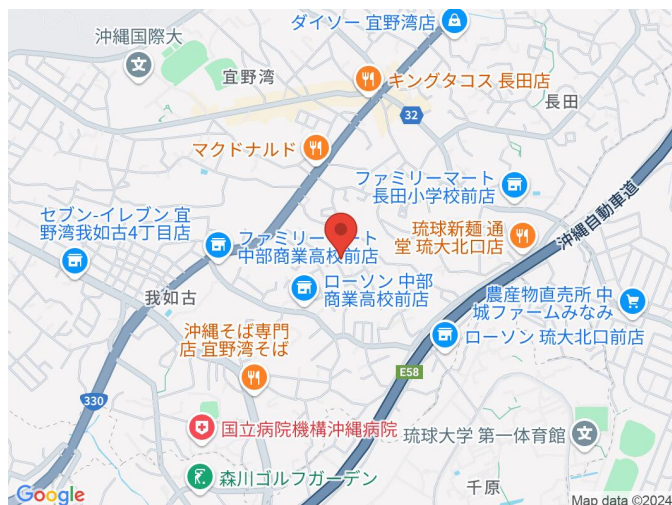 ダイソー 宜野湾店
沖縄国際大
宜野湾
キングタコス 長田店
長田
32
マクドナルド
ファミリーマート
長田小学校前店
沖縄自動車道
セブン-イレブン 宜
野湾我如古4丁目店
ファミリーマート
中部商業高校前店
琉球新麺 通
堂 琉大北口店
ローソン 中部
商業高校前店
我如古
農産物直売所 中
城ファームみなみ
ローソン 琉大北口前店
沖縄そば専門
店 宜野湾そば
E58
330
国立病院機構沖縄病院
琉球大学 第一体育館
森川ゴルフガーデン
千原
Google
Map data ©2024